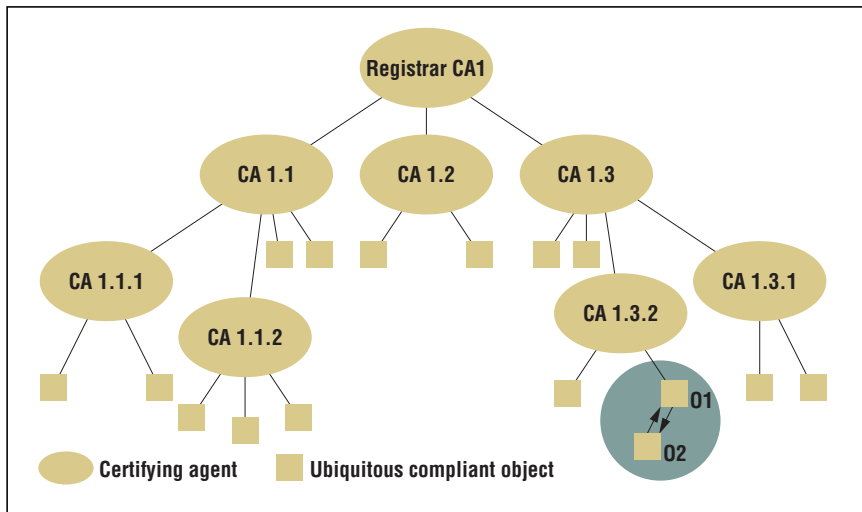 Registrar CA1
CA 1.1
CA 1.2
CA 1.3
CA 1.1.1
CA 1.1.2
CA 1.3.2
CA 1.3.1
O1
O2
Certifying agent
Ubiquitous compliant object